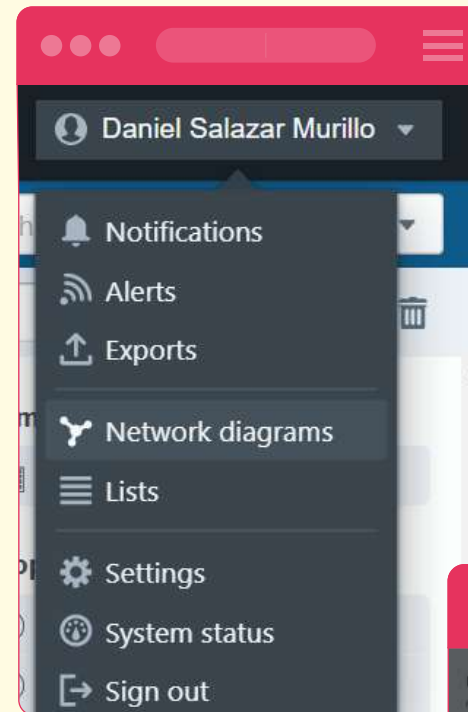 Daniel Salazar Murillo
Notifications
Alerts
Exports
Network diagrams
Lists
Settings
System status
Sign out